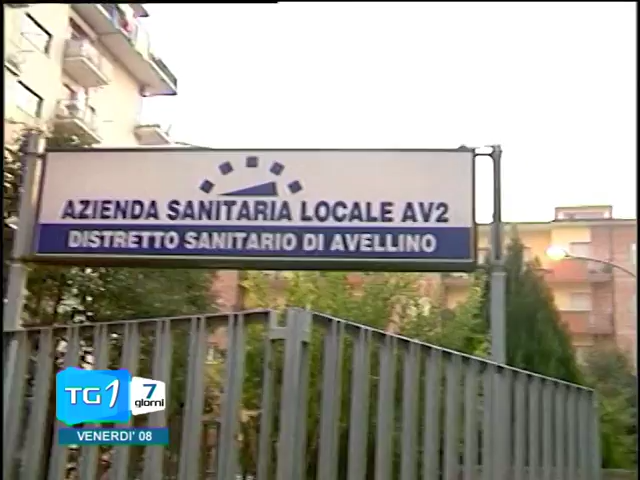 AZIENDA SANITARIA LOCALE AV2
DISTRETTO SANITARIO DI AVELLINO
TG1 7
giorni
VENERDI' 08